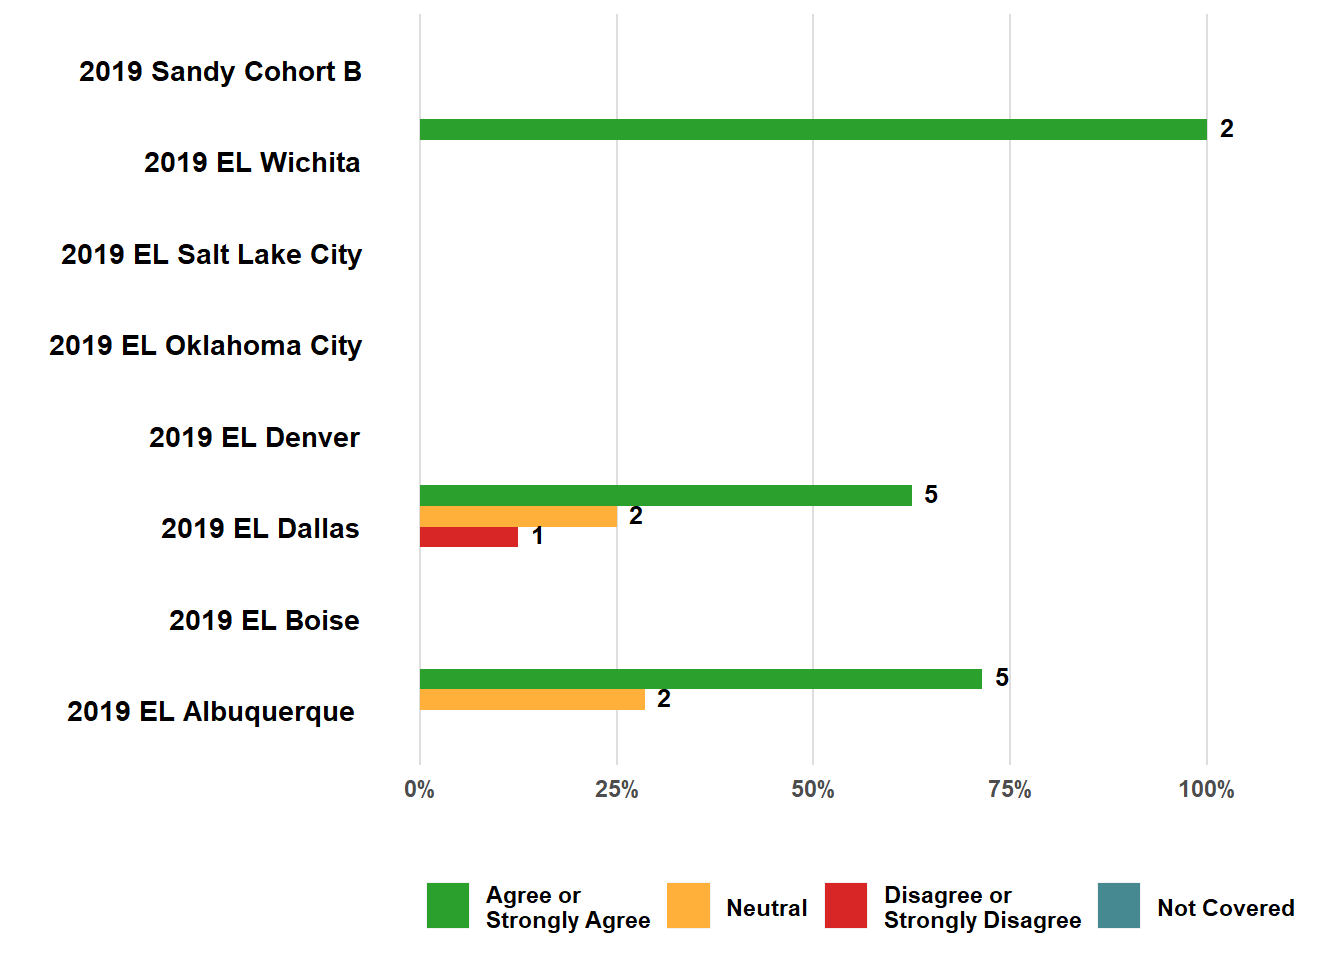 2019 Sandy Cohort B
2
2019 EL Wichita
2019 EL Salt Lake City
2019 EL Oklahoma City
2019 EL Denver
5
2
2019 EL Dallas
1
2019 EL Boise
5
2
2019 EL Albuquerque
0% 25% 50% 75% 100%
Agree or
Strongly Agree
Neutral
Disagree or
Strongly Disagree
Not Covered